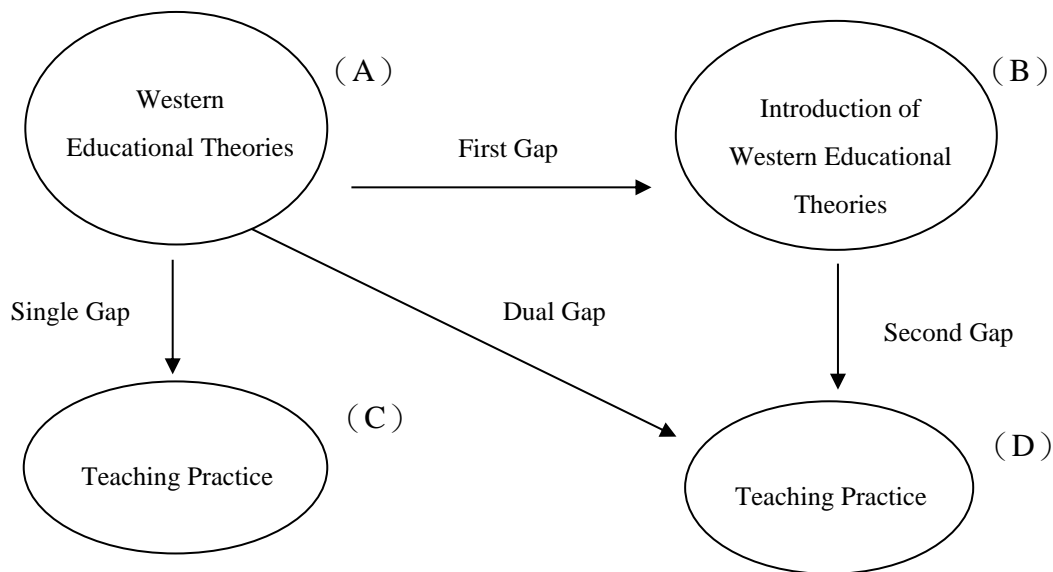 （A）
Western
Educational Theories
First Gap
（B）
Introduction of
Western Educational
Theories
Single Gap
Dual Gap
Second Gap
（C）
Teaching Practice
（D）
Teaching Practice